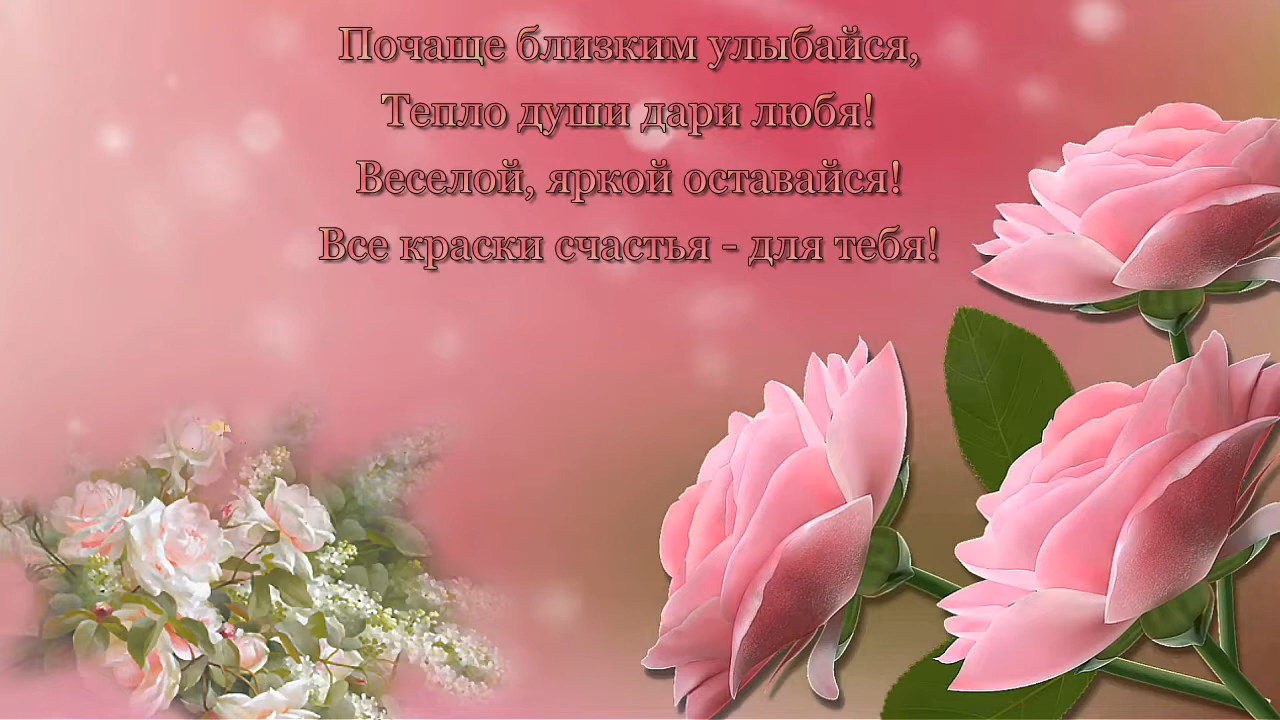 Почаще близким улыбайся,
Тепло души дари любя!
Веселой, яркой оставайся!
Все краски счастья - для тебя!